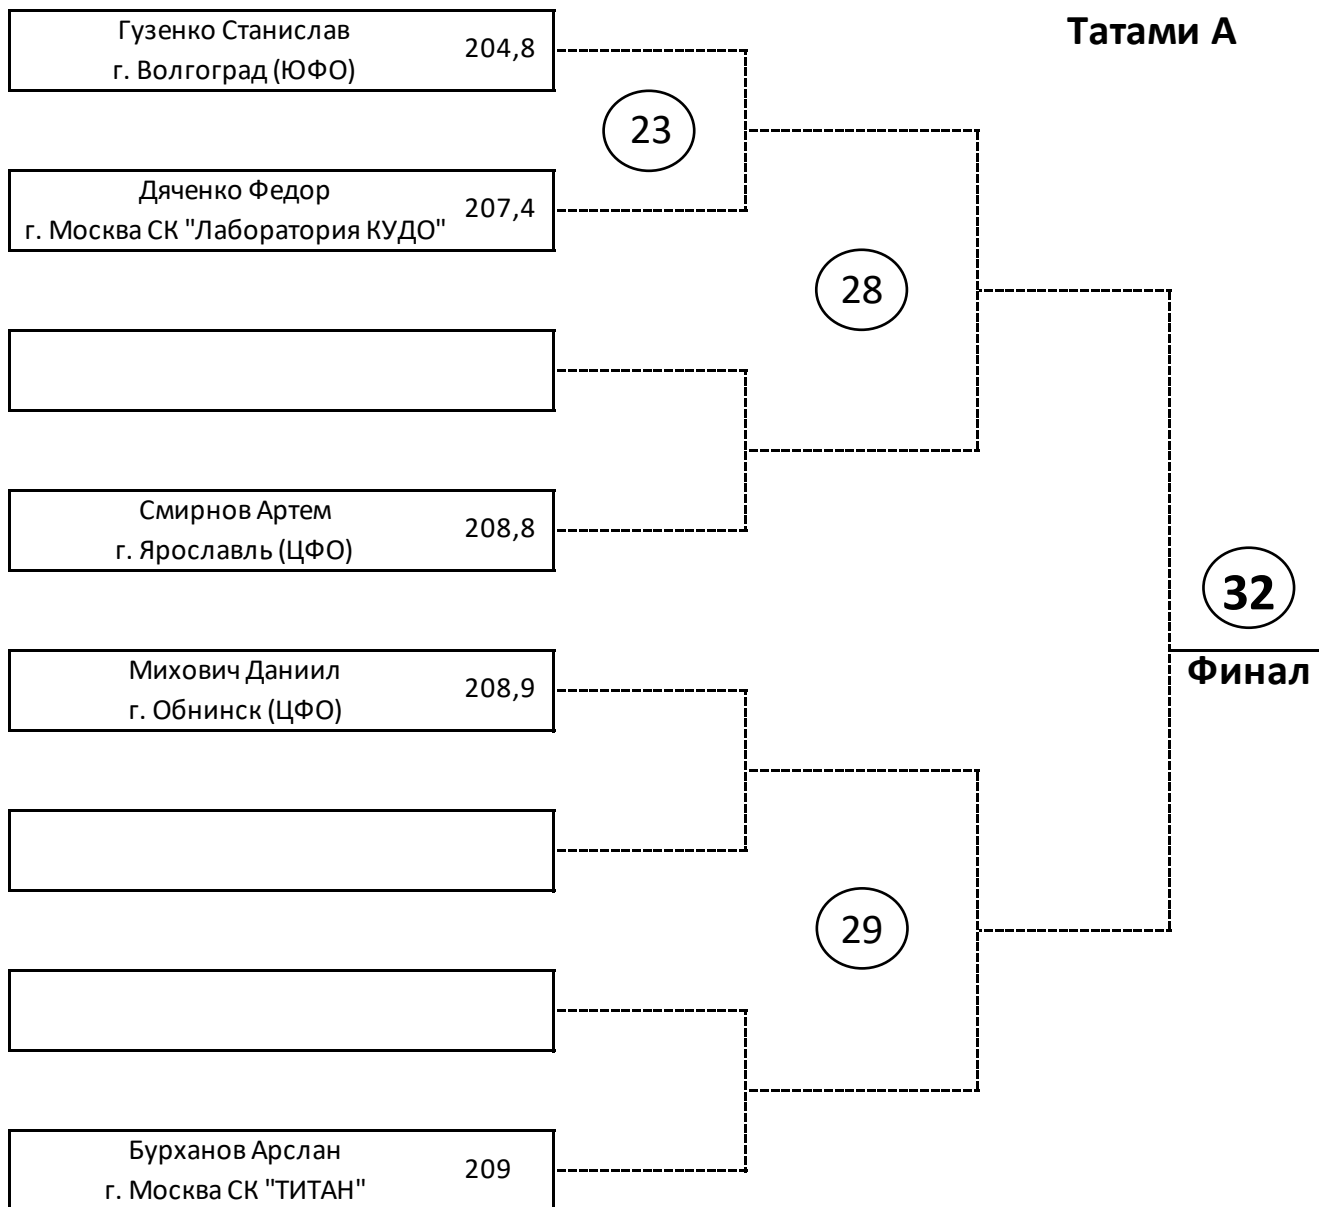 Татами А
Гузенко Станислав
204,8
г. Волгоград (ЮФО)
23
Дяченко Федор
207,4
г. Москва СК "Лаборатория КУДО"
28
Смирнов Артем
208,8
г. Ярославль (ЦФО)
32
Финал
Михович Даниил
208,9
г. Обнинск (ЦФО)
29
Бурханов Арслан
209
г. Москва СК "ТИТАН"